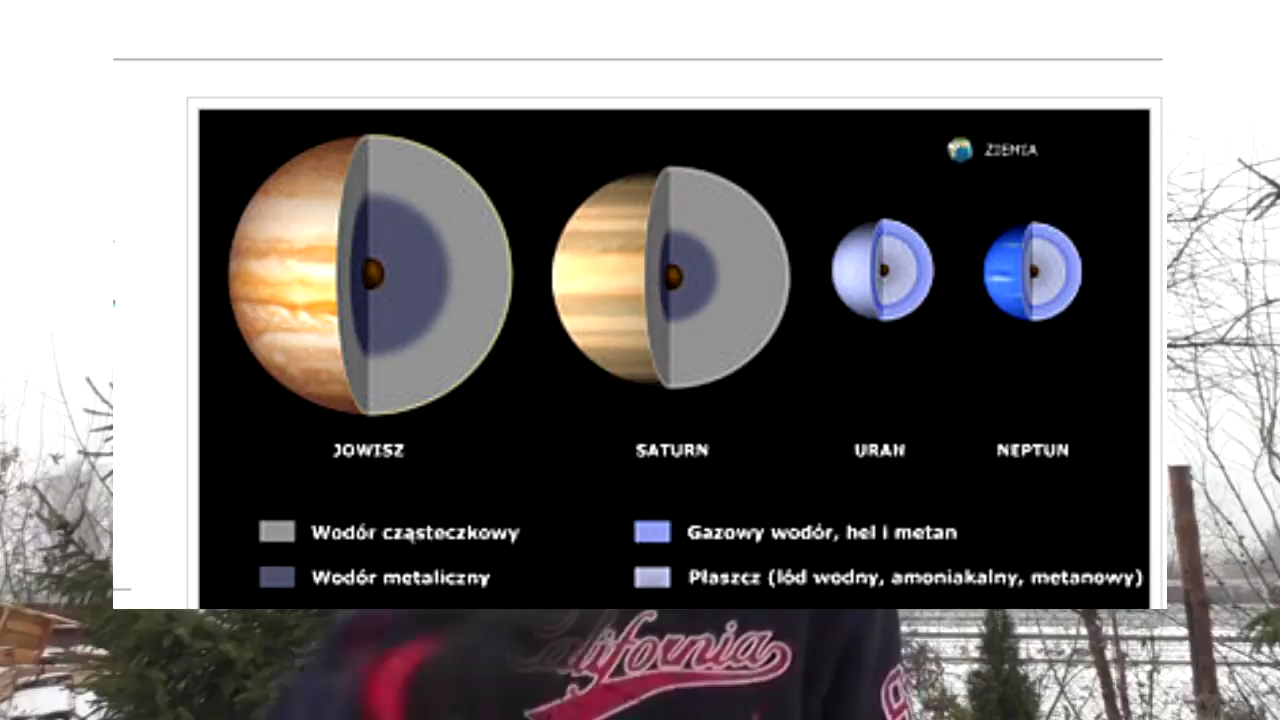 ZIEMIA
JOWISZ
SATURN
URAN
NEPTUN
Wodór cząsteczkowy
Gazowy wodór, hel i metan
Wodór metaliczny
Płaszcz (lód wodny, amoniakalny, metanowy)
California